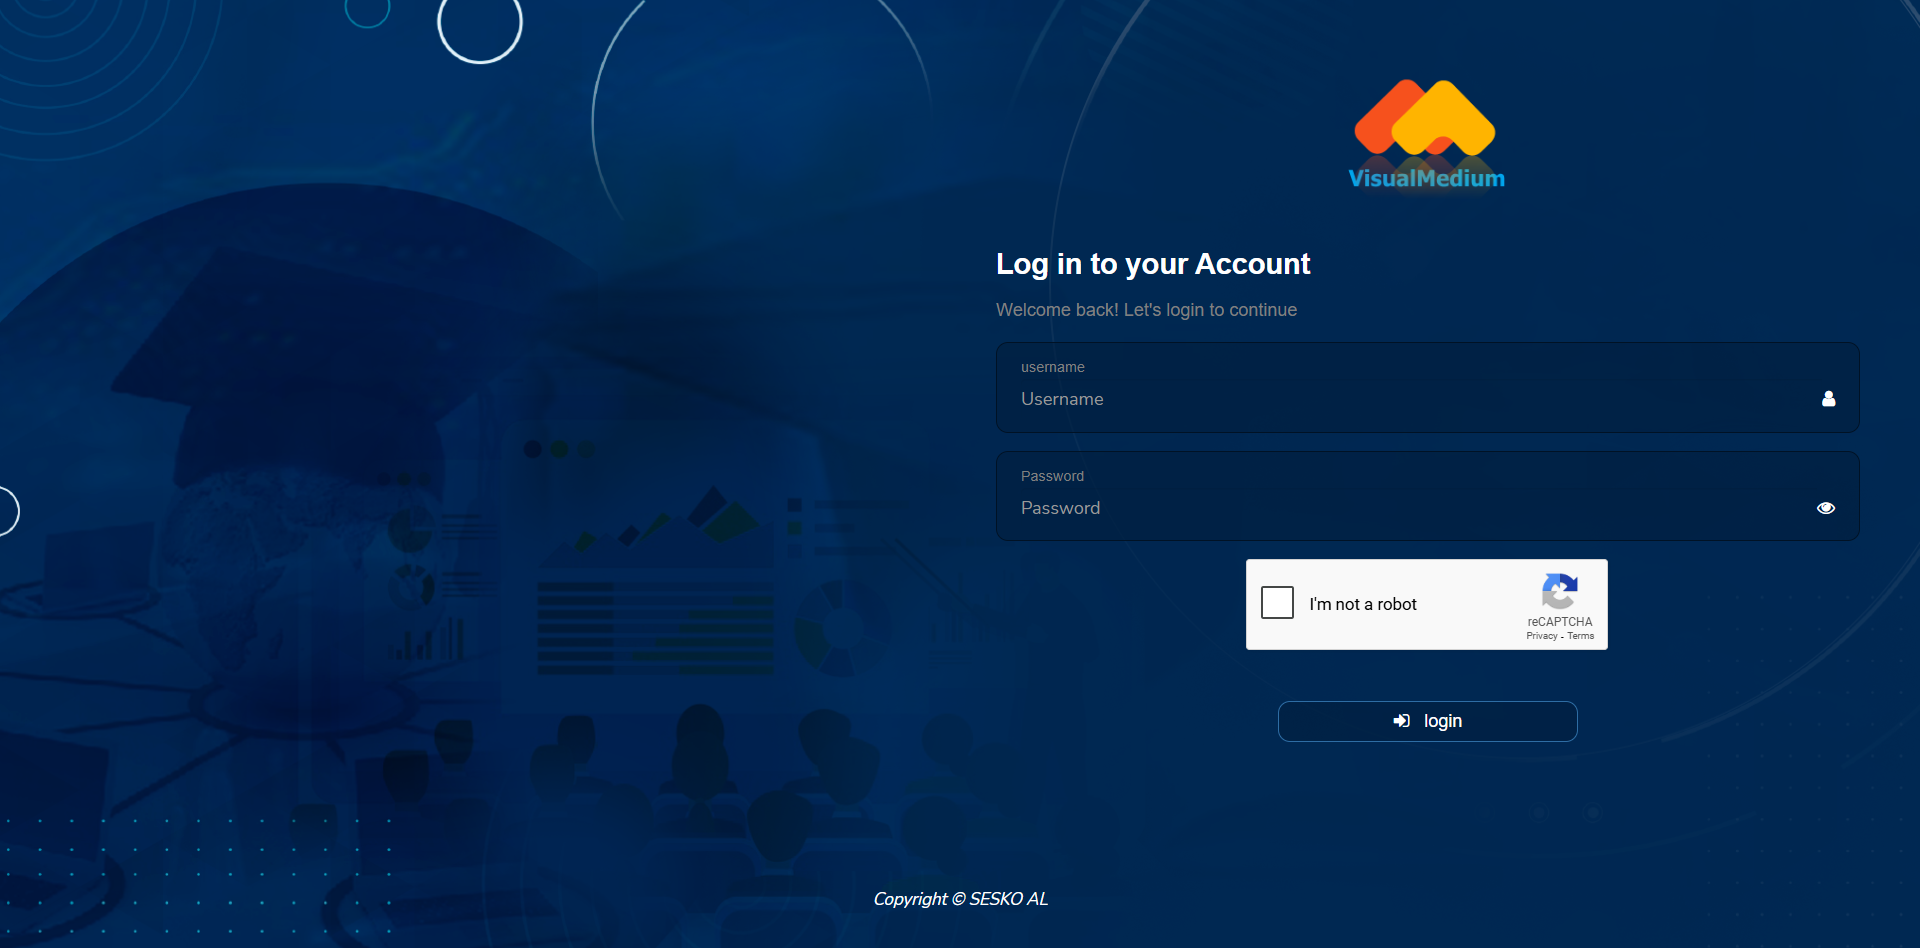 VisualMedium
Log in to your Account
Welcome back! Let's login to continue
username
Username
Password
Password
I'm not a robot
reCAPTCHA
Privacy - Terms
login
Copyright © SESKO AL